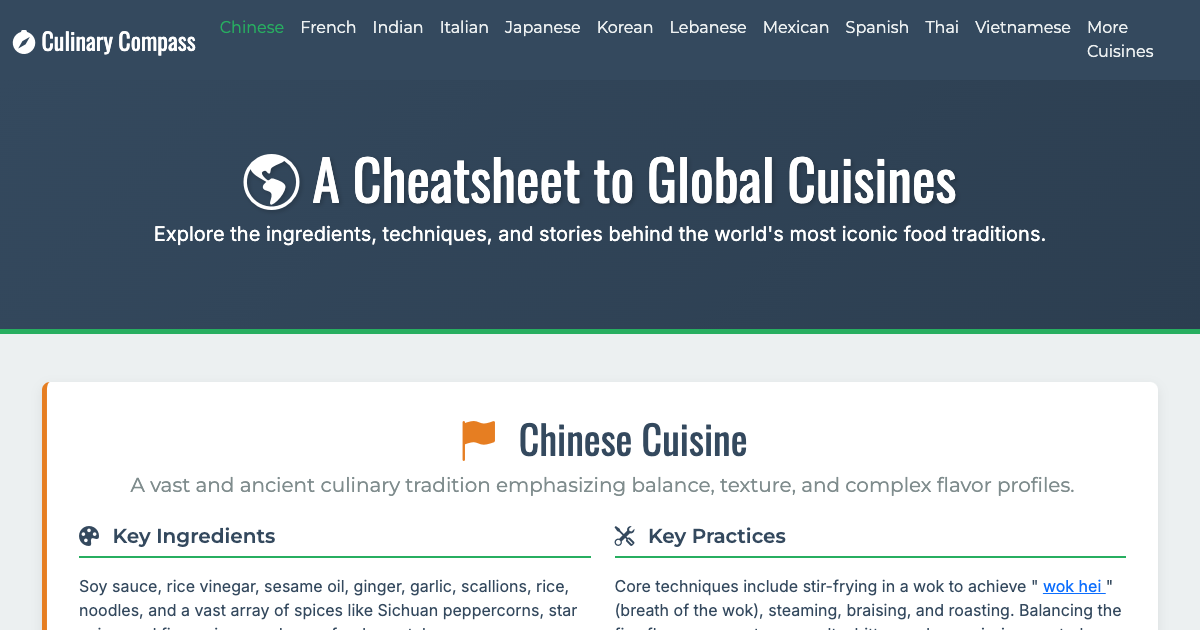 Culinary Compass
Chinese French Indian Italian Japanese Korean Lebanese Mexican Spanish Thai Vietnamese More Cuisines
A Cheatsheet to Global Cuisines
Explore the ingredients, techniques, and stories behind the world's most iconic food traditions.
Chinese Cuisine
A vast and ancient culinary tradition emphasizing balance, texture, and complex flavor profiles.
Key Ingredients
Soy sauce, rice vinegar, sesame oil, ginger, garlic, scallions, rice,
noodles, and a vast array of spices like Sichuan peppercorns, star
Key Practices
Core techniques include stir-frying in a wok to achieve " wok hei "
(breath of the wok), steaming, braising, and roasting. Balancing the